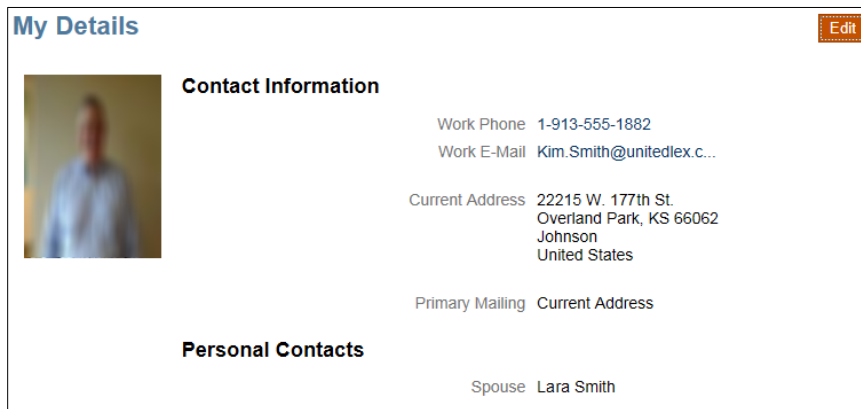 My Details
Edit
Contact Information
Work Phone 1-913-555-1882
Work E-Mail Kim.Smith@unitedlex.c...
Current Address 22215 W. 177th St.
Overland Park, KS 66062
Johnson
United States
Primary Mailing Current Address
Personal Contacts
Spouse Lara Smith